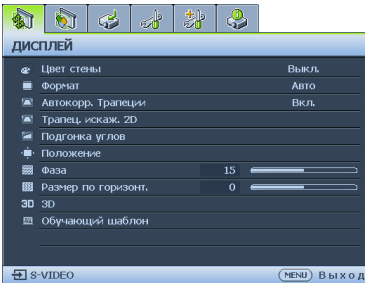 ДИСПЛЕЙ
Цвет стены Выкл.
Формат Авто
Автокорр. Трапеции Вкл.
Трапец. искаж. 2D
Подгонка углов
Положение
Фаза 15
Размер по горизонт. 0
3D 3D
Обучающий шаблон
S-VIDEO MENU Выход